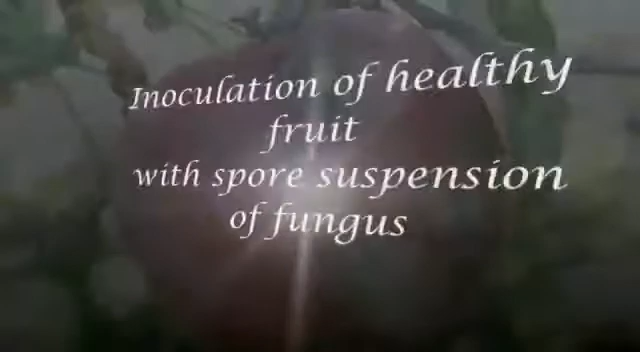 Inoculation of healthy
fruit
with spore suspension
of fungus